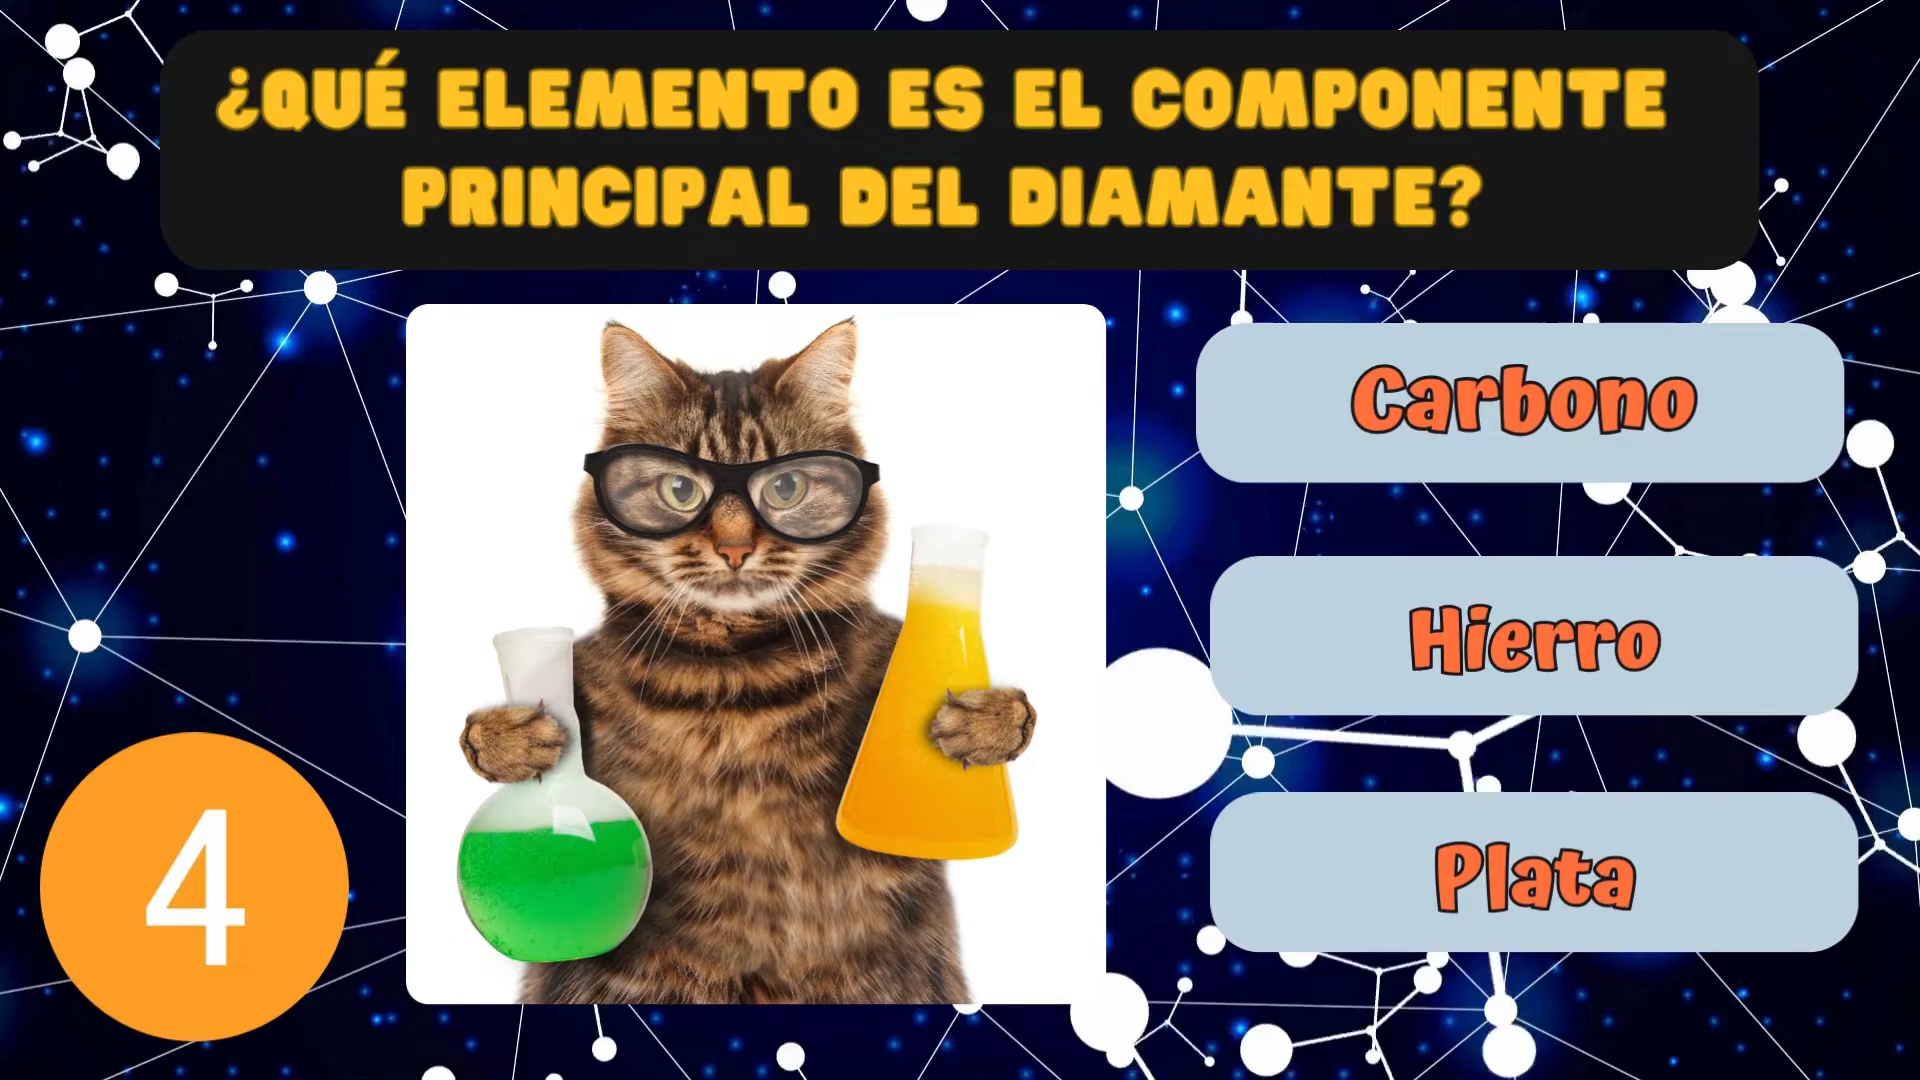 ¿QUÉ ELEMENTO ES EL COMPONENTE
PRINCIPAL DEL DIAMANTE?
Carbono
Hierro
Plata
4